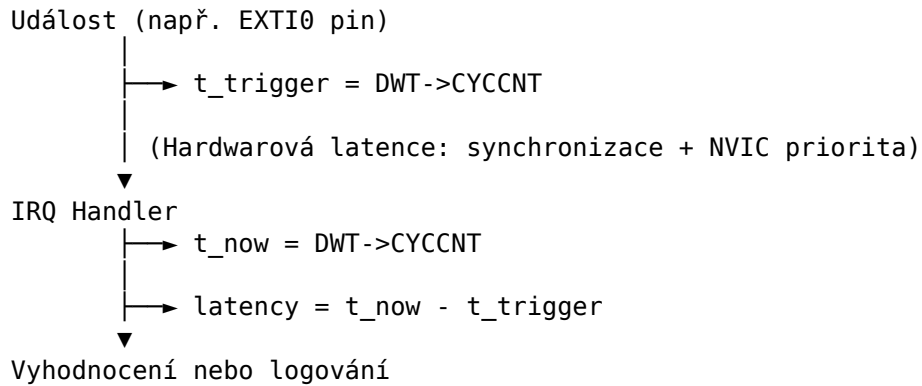 Událost (např. EXTI0 pin)
t_trigger = DWT->CYCCNT
(Hardwarová latence: synchronizace + NVIC priorita)
IRQ Handler
t_now = DWT->CYCCNT
latency = t_now - t_trigger
Vyhodnocení nebo logování